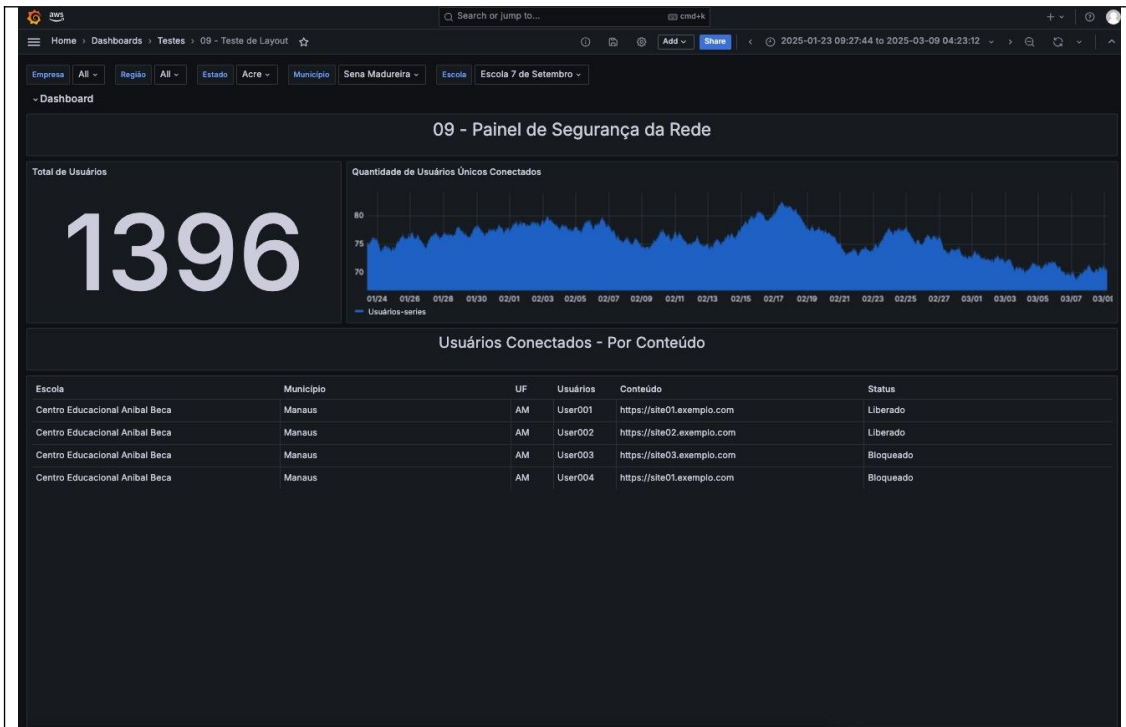 aws
Search or jump to... cmd+k
Home › Dashboards › Testes › 09 - Teste de Layout Add Share 2025-01-23 09:27:44 to 2025-03-09 04:23:12
Empresa All Região All Estado Acre Município Sena Madureira Escola Escola 7 de Setembro
Dashboard
09 - Painel de Segurança da Rede
Total de Usuários
1396
Quantidade de Usuários Únicos Conectados
80
75
70
01/24 01/26 01/28 01/30 02/01 02/03 02/05 02/07 02/09 02/11 02/13 02/15 02/17 02/19 02/21 02/23 02/25 02/27 03/01 03/03 03/05 03/07
Usuários-series
Usuários Conectados - Por Conteúdo
Escola Município UF Usuários Conteúdo Status
Centro Educacional Anibal Beca Manaus AM User001 https://site01.exemplo.com Liberado
Centro Educacional Anibal Beca Manaus AM User002 https://site02.exemplo.com Liberado
Centro Educacional Anibal Beca Manaus AM User003 https://site03.exemplo.com Bloqueado
Centro Educacional Anibal Beca Manaus AM User004 https://site01.exemplo.com Bloqueado